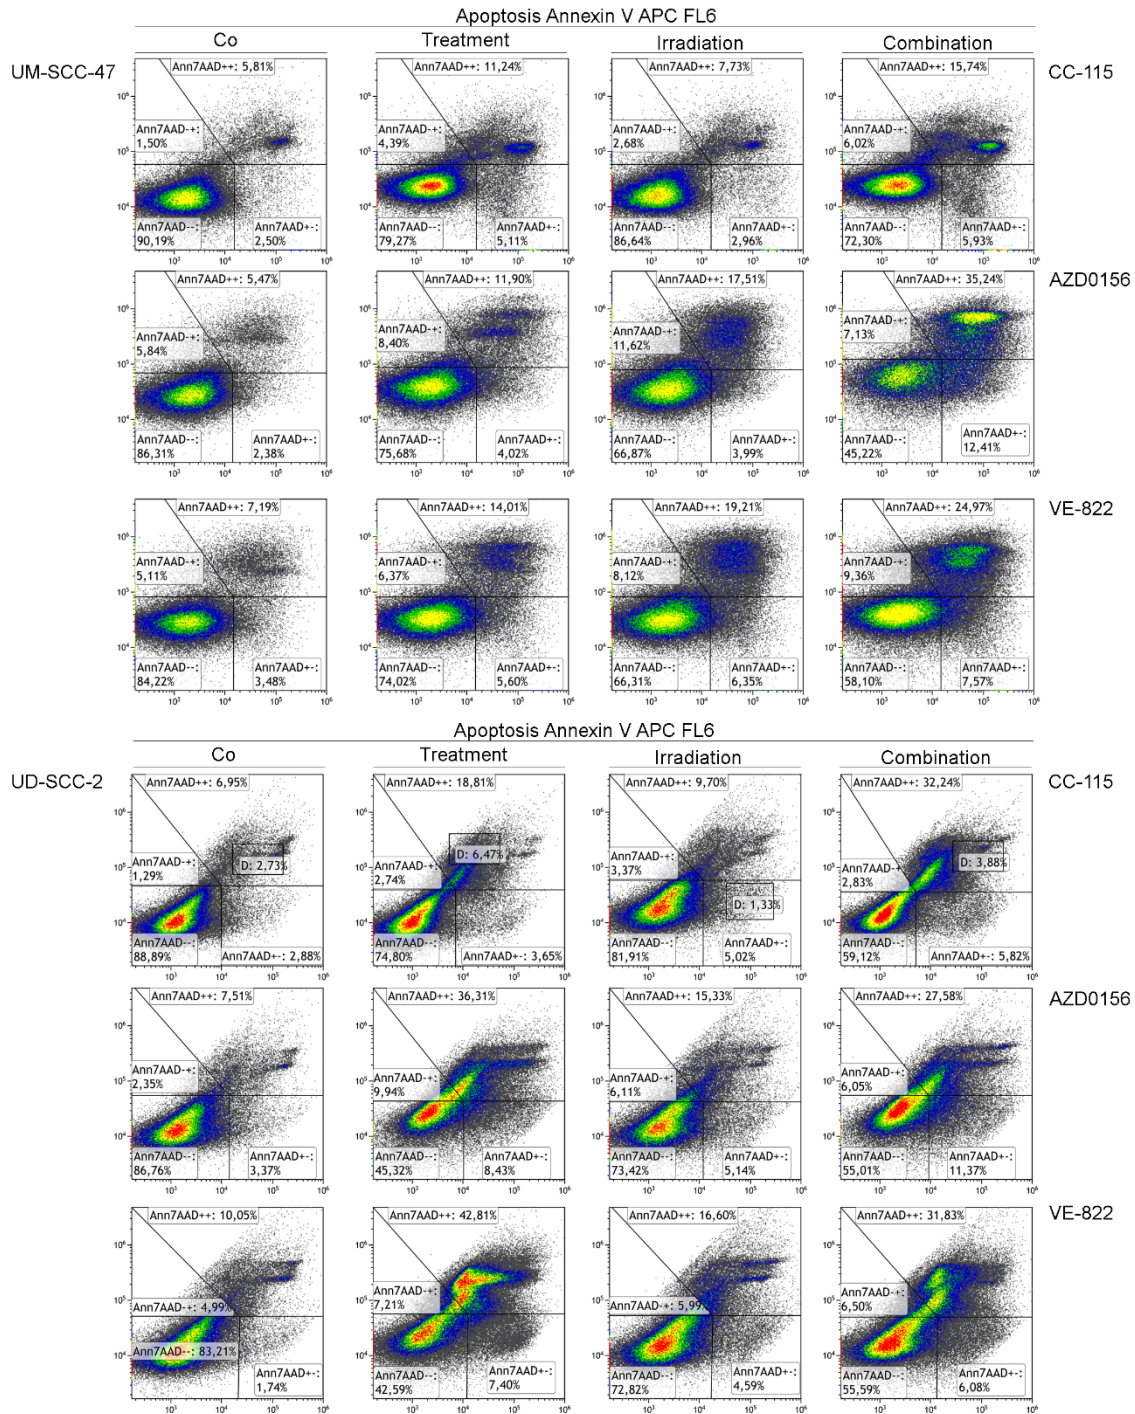 Apoptosis Annexin V APC FL6
Co Treatment Irradiation Combination
UM-SCC-47
CC-115
Ann7AAD++: 5,81%
Ann7AAD-+:
1,50%
Ann7AAD--:
90,19%
Ann7AAD+-:
2,50%
Ann7AAD++: 11,24%
Ann7AAD-+:
4,39%
Ann7AAD--:
79,27%
Ann7AAD+-:
5,11%
Ann7AAD++: 7,73%
Ann7AAD-+:
2,68%
Ann7AAD--:
86,64%
Ann7AAD+-:
2,96%
Ann7AAD++: 15,74%
Ann7AAD-+:
6,02%
Ann7AAD--:
72,30%
Ann7AAD+-:
5,93%
AZD0156
Ann7AAD++: 5,47%
Ann7AAD-+:
5,84%
Ann7AAD--:
86,31%
Ann7AAD+-:
2,38%
Ann7AAD++: 11,90%
Ann7AAD-+:
8,40%
Ann7AAD--:
75,68%
Ann7AAD+-:
4,02%
Ann7AAD++: 17,51%
Ann7AAD-+:
11,62%
Ann7AAD--:
66,87%
Ann7AAD+-:
3,99%
Ann7AAD++: 35,24%
Ann7AAD-+:
7,13%
Ann7AAD--:
45,22%
Ann7AAD+-:
12,41%
VE-822
Ann7AAD++: 7,19%
Ann7AAD-+:
5,11%
Ann7AAD--:
84,22%
Ann7AAD+-:
3,48%
Ann7AAD++: 14,01%
Ann7AAD-+:
6,37%
Ann7AAD--:
74,02%
Ann7AAD+-:
5,60%
Ann7AAD++: 19,21%
Ann7AAD-+:
8,12%
Ann7AAD--:
66,31%
Ann7AAD+-:
6,35%
Ann7AAD++: 24,97%
Ann7AAD-+:
9,36%
Ann7AAD--:
58,10%
Ann7AAD+-:
7,57%
Apoptosis Annexin V APC FL6
Co Treatment Irradiation Combination
UD-SCC-2
CC-115
Ann7AAD++: 6,95%
Ann7AAD-+:
1,29%
D: 2,73%
Ann7AAD--:
88,89%
Ann7AAD+-: 2,88%
Ann7AAD++: 18,81%
D: 6,47%
Ann7AAD-+:
2,74%
Ann7AAD--:
74,80%
Ann7AAD+-: 3,65%
Ann7AAD++: 9,70%
Ann7AAD-+:
3,37%
D: 1,33%
Ann7AAD--:
81,91%
Ann7AAD+-:
5,02%
Ann7AAD++: 32,24%
D: 3,88%
Ann7AAD-+:
2,83%
Ann7AAD--:
59,12%
Ann7AAD+-: 5,82%
AZD0156
Ann7AAD++: 7,51%
Ann7AAD-+:
2,35%
Ann7AAD--:
86,76%
Ann7AAD+-:
3,37%
Ann7AAD++: 36,31%
Ann7AAD-+:
9,94%
Ann7AAD--:
45,32%
Ann7AAD+-:
8,43%
Ann7AAD++: 15,33%
Ann7AAD-+:
6,11%
Ann7AAD--:
73,42%
Ann7AAD+-:
5,14%
Ann7AAD++: 27,58%
Ann7AAD-+:
6,05%
Ann7AAD--:
55,01%
Ann7AAD+-:
11,37%
VE-822
Ann7AAD++: 10,05%
Ann7AAD-+: 4,99%
Ann7AAD--: 83,21%
Ann7AAD+-:
1,74%
Ann7AAD++: 42,81%
Ann7AAD-+:
7,21%
Ann7AAD--:
42,59%
Ann7AAD+-:
7,40%
Ann7AAD++: 16,60%
Ann7AAD-+: 5,99%
Ann7AAD--:
72,82%
Ann7AAD+-:
4,59%
Ann7AAD++: 31,83%
Ann7AAD-+:
6,50%
Ann7AAD--:
55,59%
Ann7AAD+-:
6,08%